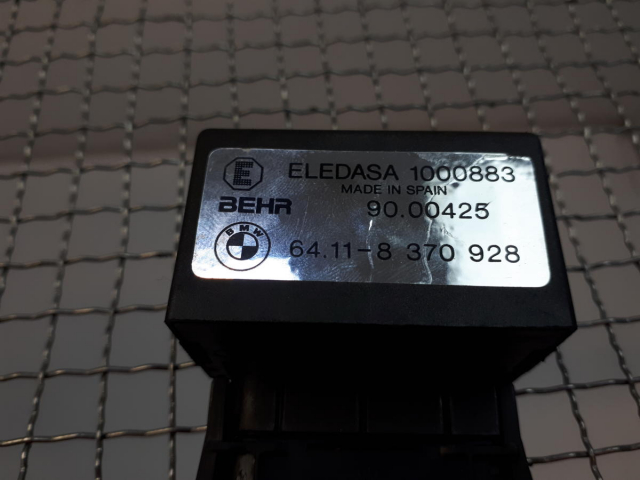 E
ELEDASA 1000883
MADE IN SPAIN
BEHR 90.00425
BMW
64.11-8 370 928